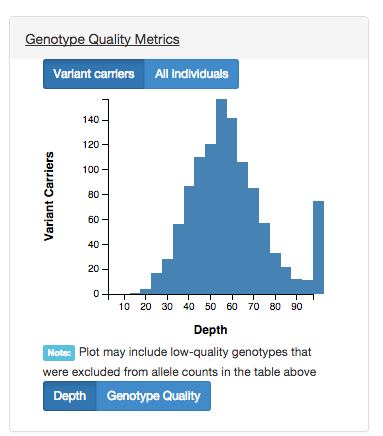 Genotype Quality Metrics
Variant carriers All individuals
Variant Carriers
140
120
100
80
60
40
20
0
10 20 30 40 50 60 70 80 90
Depth
Note: Plot may include low-quality genotypes that
were excluded from allele counts in the table above
Depth Genotype Quality